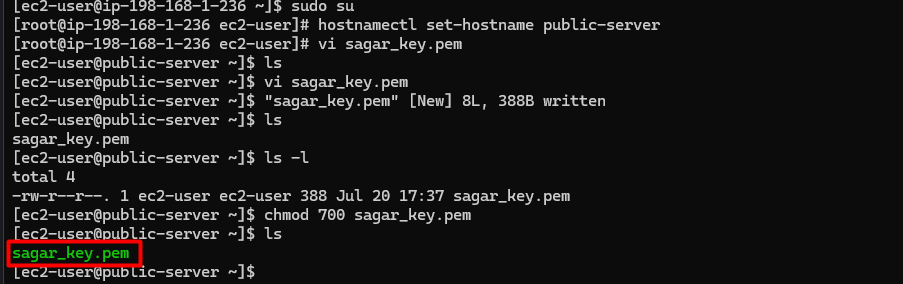 [ec2-user@ip-198-168-1-236 ~]$ sudo su
[root@ip-198-168-1-236 ec2-user]# hostnamectl set-hostname public-server
[root@ip-198-168-1-236 ec2-user]# vi sagar_key.pem
[ec2-user@public-server ~]$ ls
[ec2-user@public-server ~]$ vi sagar_key.pem
[ec2-user@public-server ~]$ "sagar_key.pem" [New] 8L, 388B written
[ec2-user@public-server ~]$ ls
sagar_key.pem
[ec2-user@public-server ~]$ ls -l
total 4
-rw-r--r--. 1 ec2-user ec2-user 388 Jul 20 17:37 sagar_key.pem
[ec2-user@public-server ~]$ chmod 700 sagar_key.pem
[ec2-user@public-server ~]$ ls
sagar_key.pem
[ec2-user@public-server ~]$